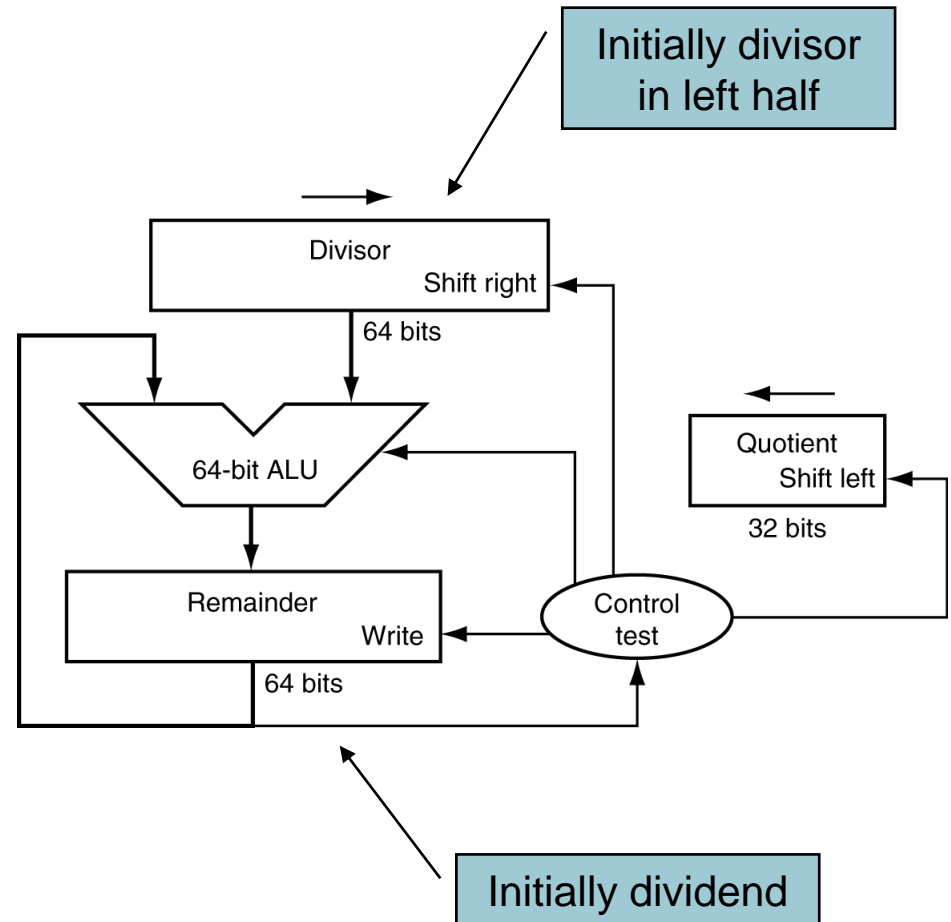 Initially divisor
in left half
Divisor
Shift right
64 bits
64-bit ALU
Quotient
Shift left
32 bits
Remainder
Write
Control
test
64 bits
Initially dividend